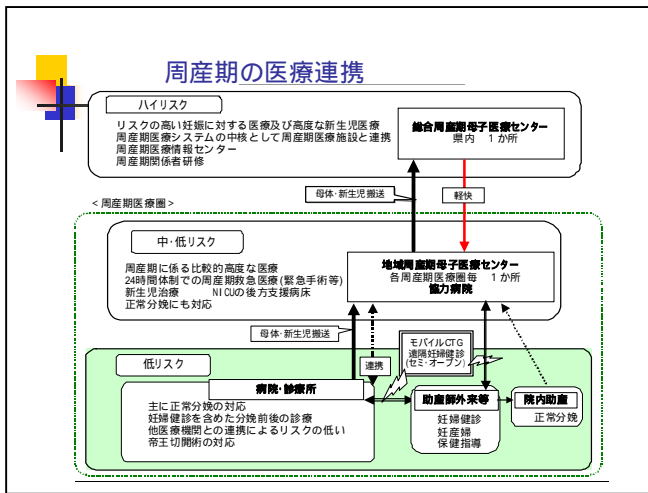 周産期の医療連携
ハイリスク
リスクの高い妊娠に対する医療及び高度な新生児医療
周産期医療システムの中核として周産期医療施設と連携
周産期医療情報センター
周産期関係者研修
総合周産期母子医療センター
県内 1か所
母体・新生児搬送
軽快
<周産期医療圏>
中・低リスク
周産期に係る比較的高度な医療
24時間体制での周産期救急医療(緊急手術等)
新生児治療 NICUの後方支援病床
正常分娩にも対応
地域周産期母子医療センター
各周産期医療圏毎 1か所
協力病院
母体・新生児搬送
連携
モバイルCTG
遠隔妊婦健診
(セミ・オープン)
低リスク
病院・診療所
主に正常分娩の対応
妊婦健診を含めた分娩前後の診療
他医療機関との連携によるリスクの低い
帝王切開術の対応
助産師外来等
妊婦健診
妊産婦
保健指導
院内助産
正常分娩